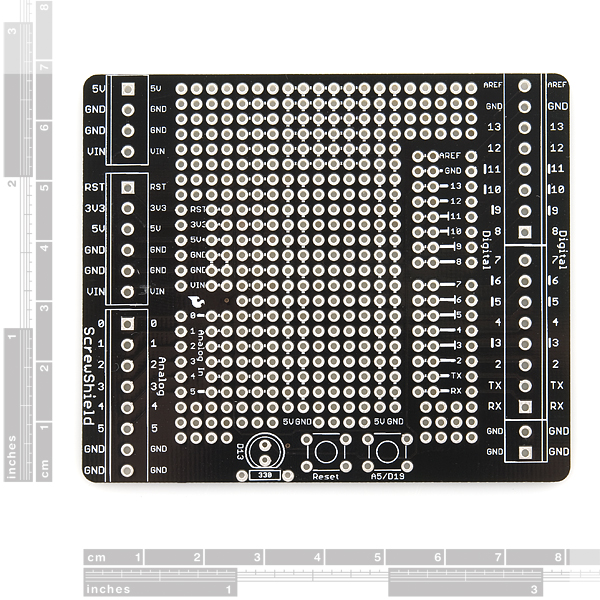 5V 5V
GND GND
GND GND
VIN VIN
RST RST
3V3 3V3
5V 5V
GND GND
GND GND
VIN VIN
0 0
1 1
2 2
3 3
4 4
5 5
GND GND
GND GND
ScrewShield
Analog
RST
3V3
5V
GND
GND
VIN
0
1
2
3
4
5
Analog In
5V GND
5V GND
D13
330
Reset
A5/D19
AREF
GND
13
12
11
10
9
8
7
6
5
4
3
2
TX
RX
Digital
AREF AREF
GND GND
13 13
12 12
11 11
10 10
9 9
8 8
7 7
6 6
5 5
4 4
3 3
2 2
TX TX
RX RX
GND GND
GND GND
Digital
inches 1 2 3
cm 1 2 3 4 5 6 7 8
cm 1 2 3 4 5 6 7 8
inches 1 3